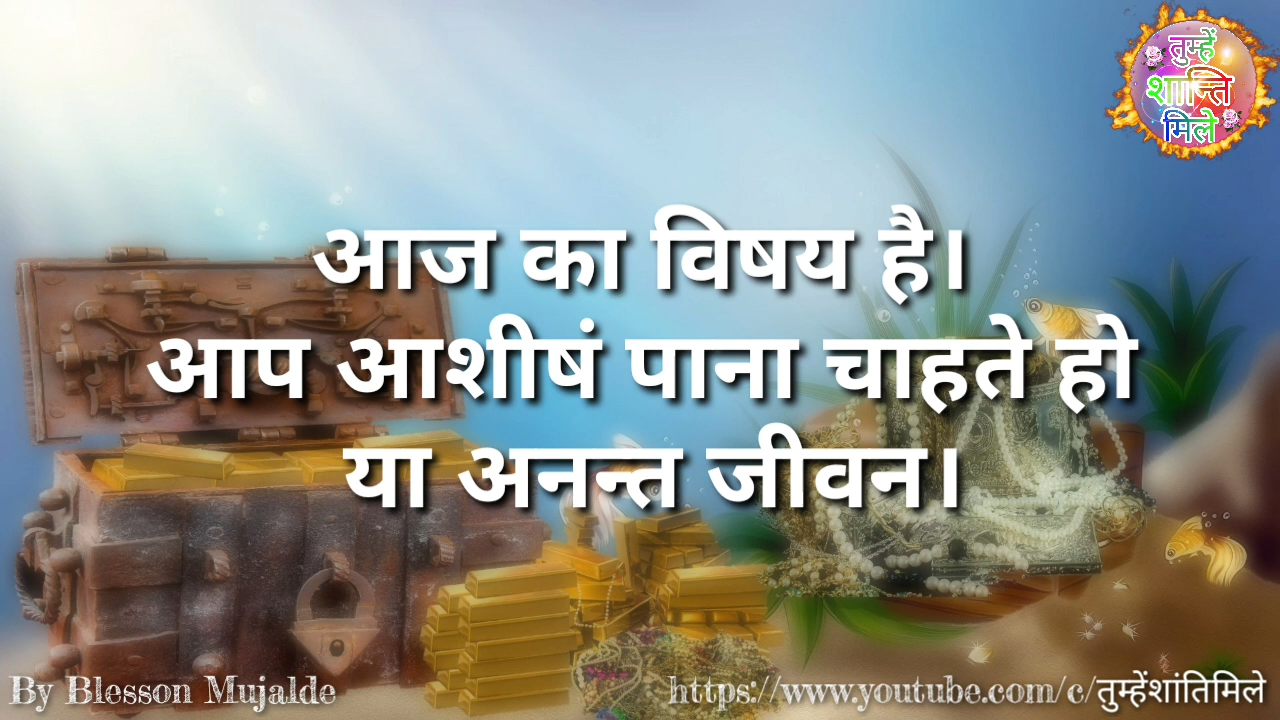 तुम्हें
शान्ति
मिले
आज का विषय है।
आप आशीषं पाना चाहते हो
या अनन्त जीवन।
By Blesson Mujalde
https://www.youtube.com/c/तुम्हेंशांतिमिले